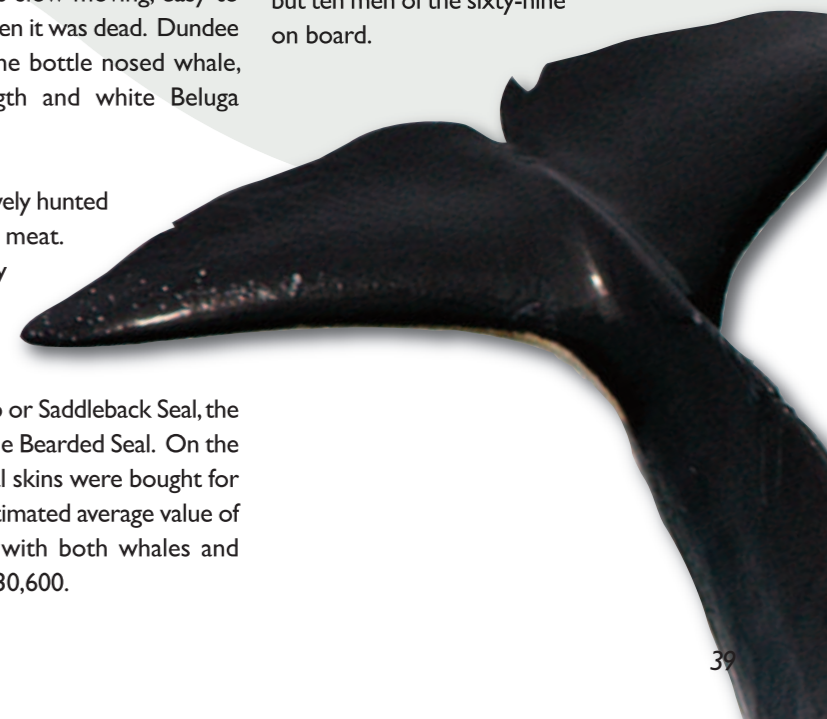 slow moving, easy to
en it was dead. Dundee
ne bottle nosed whale,
gth and white Beluga
vely hunted
meat.
y
o or Saddleback Seal, the
e Bearded Seal. On the
l skins were bought for
timated average value of
with both whales and
30,600.
but ten men of the sixty-nine
on board.
39